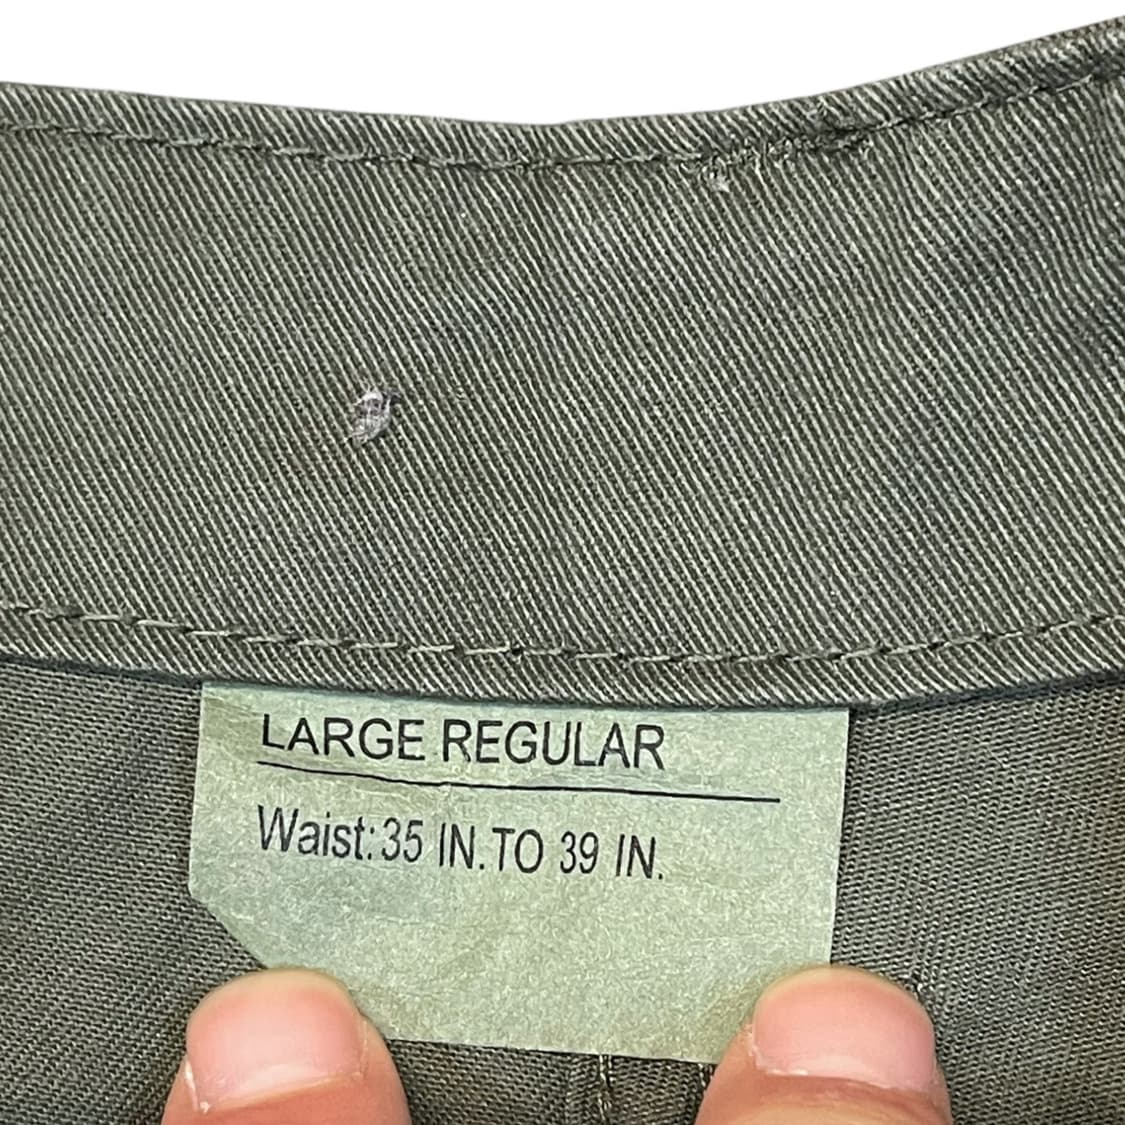 LARGE REGULAR
Waist: 35 IN. TO 39 IN.